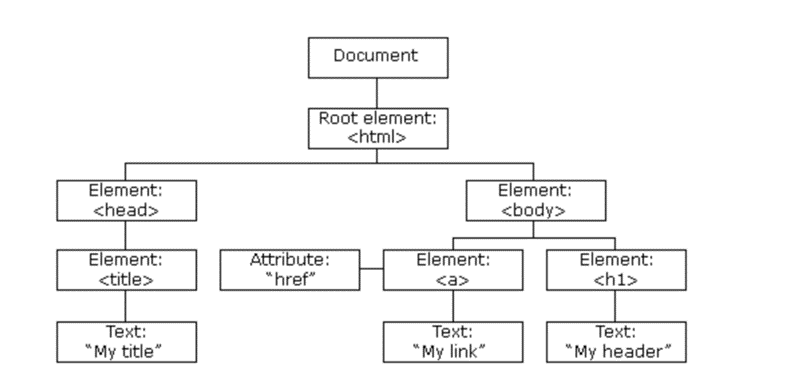 Document
Root element:
<html>
Element:
<head>
Element:
<body>
Element:
<title>
Attribute:
“href”
Element:
<a>
Element:
<h1>
Text:
“My title”
Text:
“My link”
Text:
“My header”